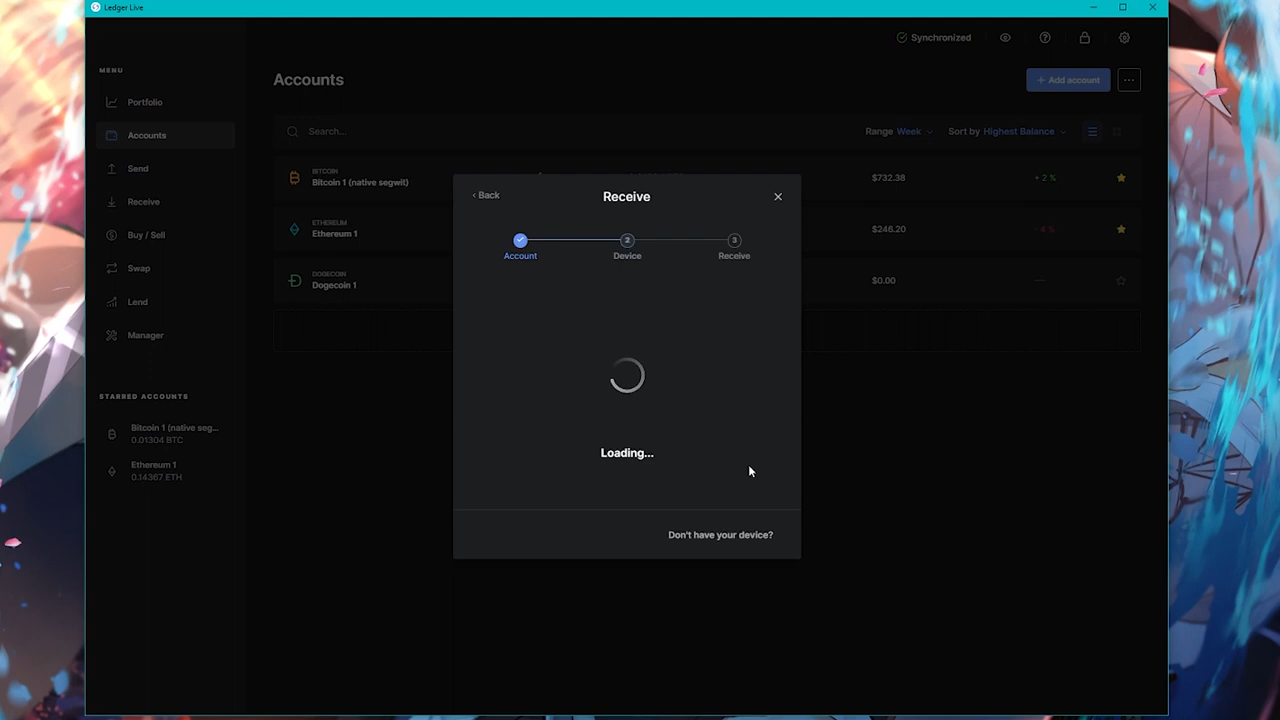 Ledger Live
Synchronized
MENU
Portfolio
Accounts
Send
Receive
Buy / Sell
Swap
Lend
Manager
STARRED ACCOUNTS
Bitcoin 1 (native seg...
0.01304 BTC
Ethereum 1
0.14367 ETH
Accounts
+ Add account
Search...
Range Week
Sort by Highest Balance
BITCOIN
Bitcoin 1 (native segwit)
$732.38
+ 2 %
ETHEREUM
Ethereum 1
$246.20
- 4 %
DOGECOIN
Dogecoin 1
$0.00
—
Back
Receive
2
3
Account
Device
Receive
Loading...
Don't have your device?